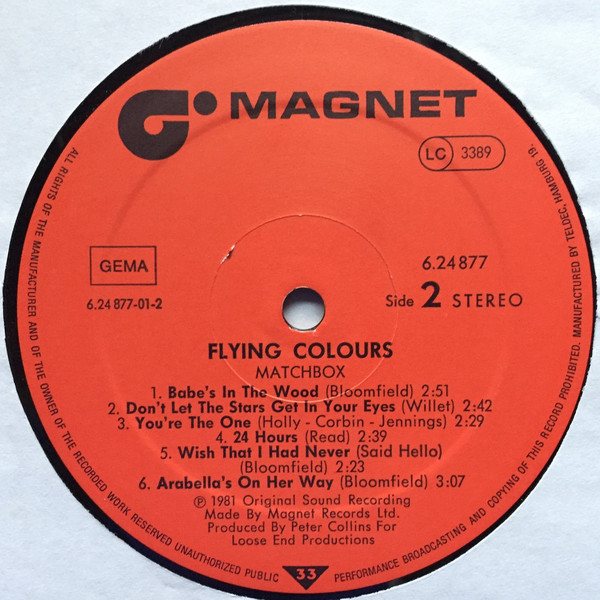 MAGNET
LC 3389
GEMA
6.24 877-01-2
6.24 877
Side 2 STEREO
FLYING COLOURS
MATCHBOX
1. Babe's In The Wood (Bloomfield) 2:51
2. Don't Let The Stars Get In Your Eyes (Willet) 2:42
3. You're The One (Holly - Corbin - Jennings) 2:29
4. 24 Hours (Read) 2:39
5. Wish That I Had Never (Said Hello)
(Bloomfield) 2:23
6. Arabella's On Her Way (Bloomfield) 3:07
℗ 1981 Original Sound Recording
Made By Magnet Records Ltd.
Produced By Peter Collins For
Loose End Productions
33
ALL RIGHTS OF THE MANUFACTURER AND OF THE OWNER OF THE RECORDED WORK RESERVED UNAUTHORIZED PUBLIC PERFORMANCE BROADCASTING AND COPYING OF THIS RECORD PROHIBITED. MANUFACTURED BY TELDEC, HAMBURG 19.